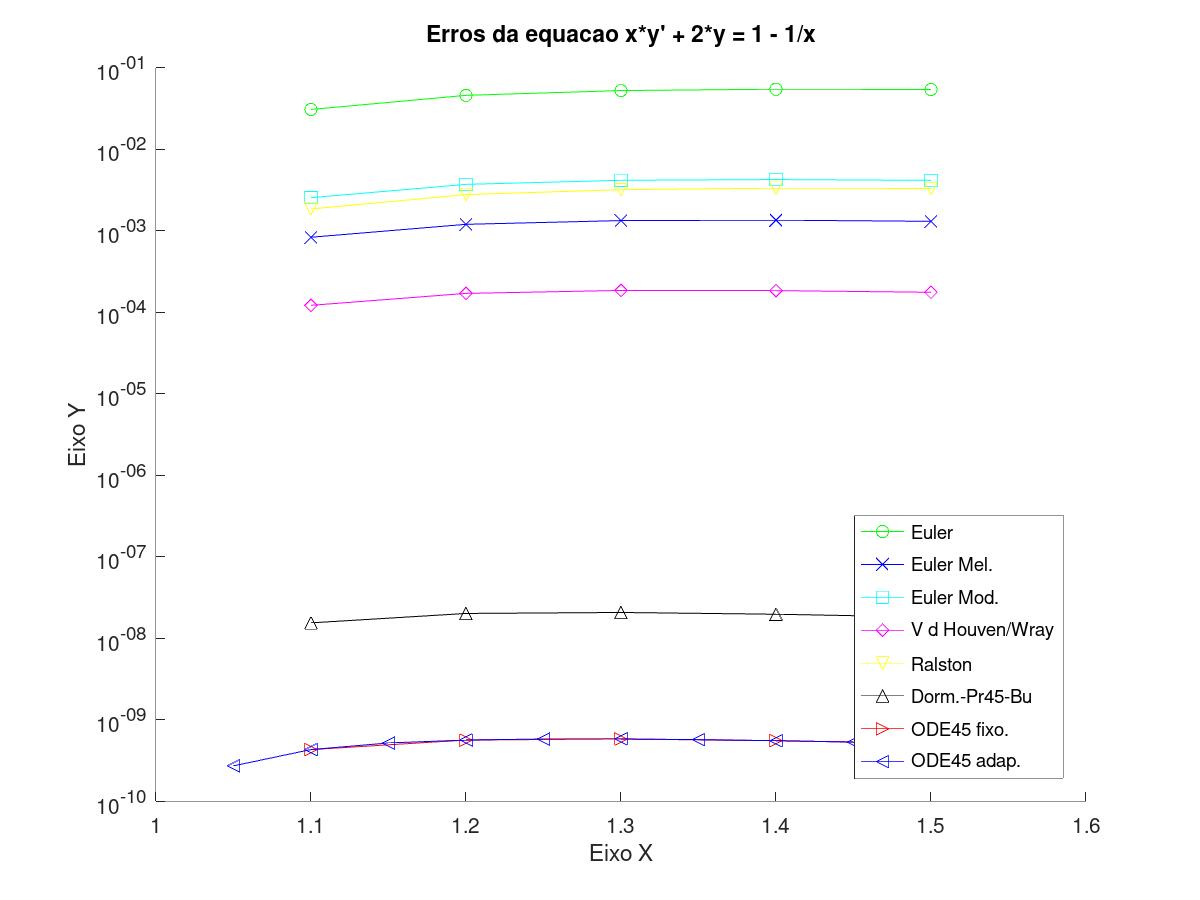 Erros da equacao x*y' + 2*y = 1 - 1/x
10^-01
10^-02
10^-03
10^-04
10^-05
10^-06
10^-07
10^-08
10^-09
10^-10
Eixo Y
Euler
Euler Mel.
Euler Mod.
V d Houven/Wray
Ralston
Dorm.-Pr45-Bu
ODE45 fixo.
ODE45 adap.
1 1.1 1.2 1.3 1.4 1.5 1.6
Eixo X